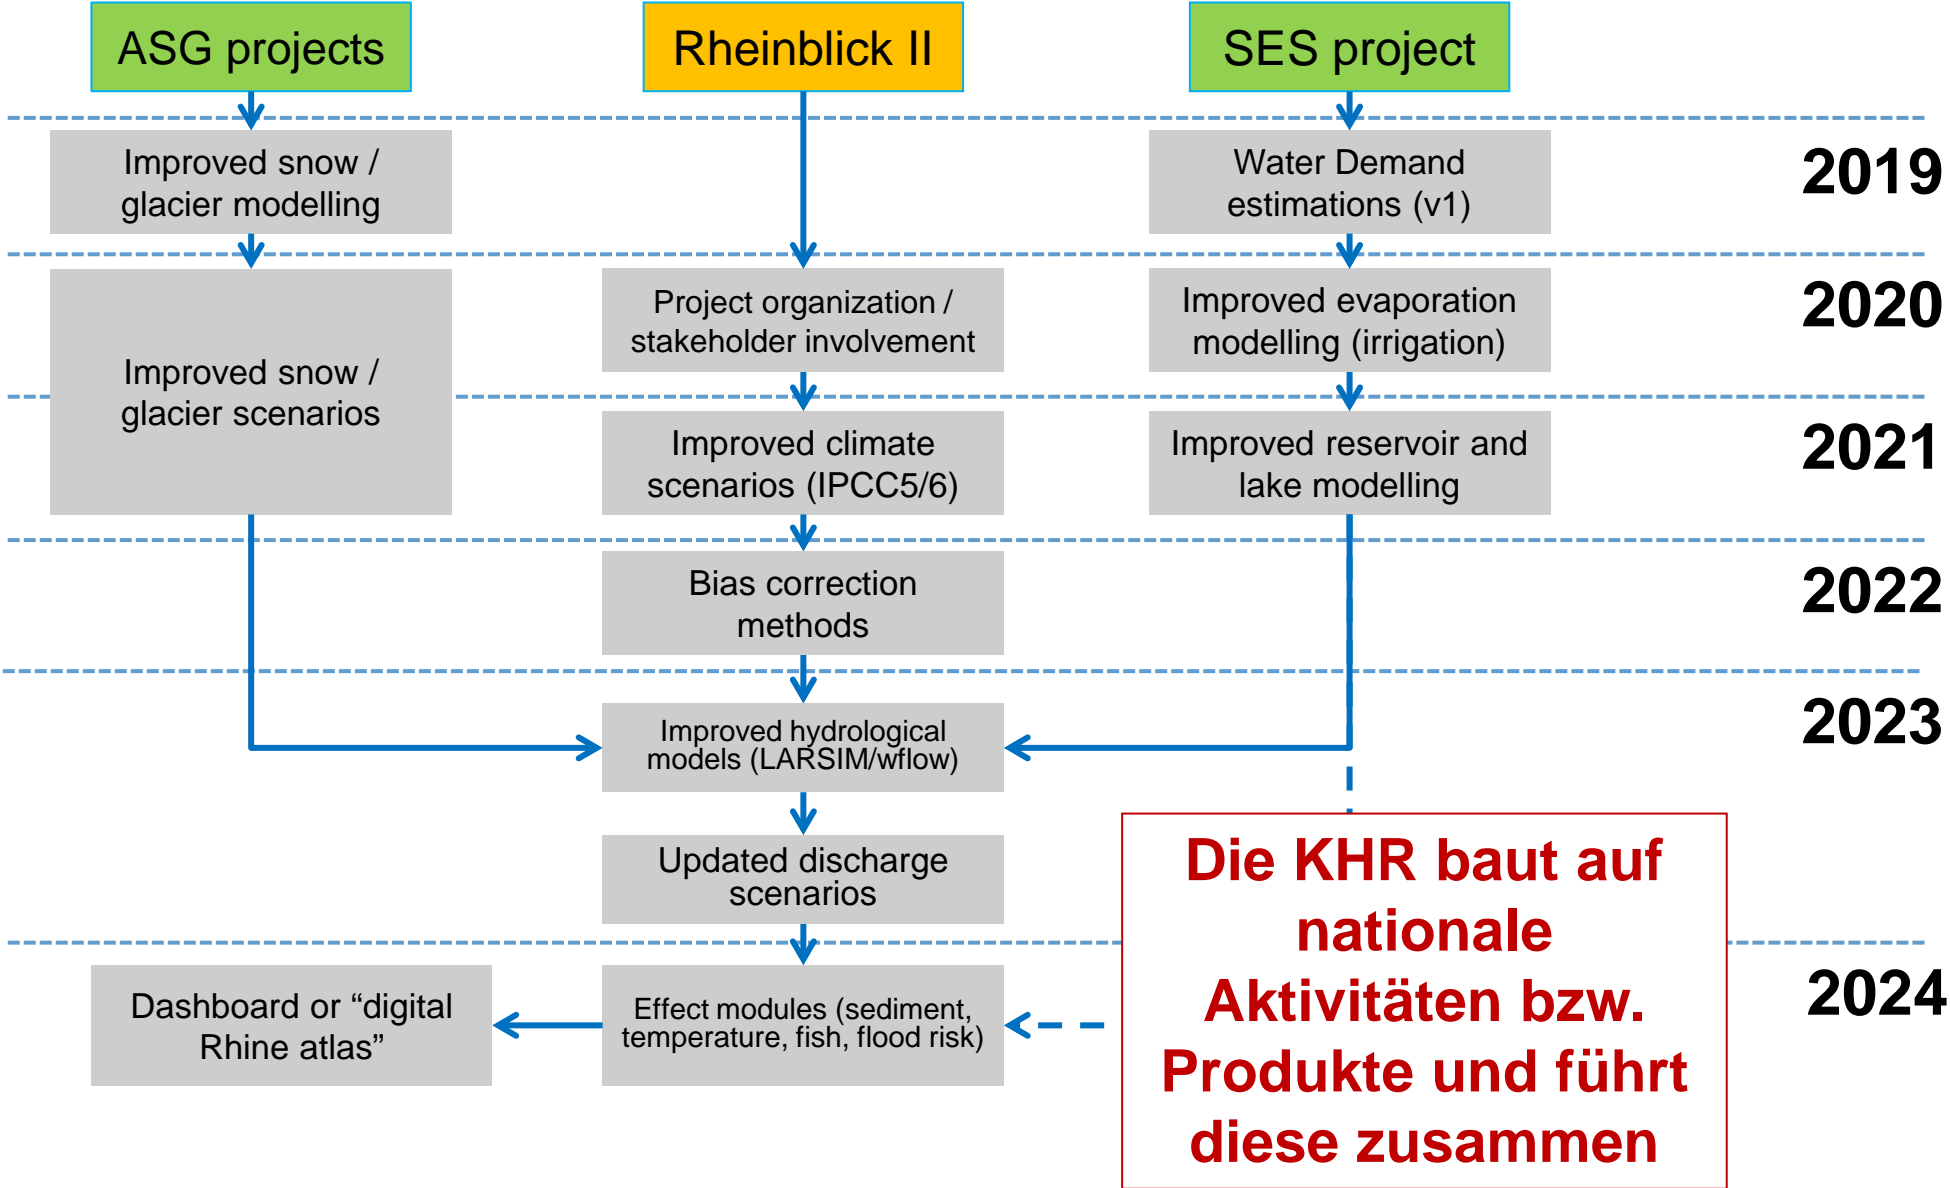 ASG projects
Rheinblick II
SES project
Improved snow /
glacier modelling
Water Demand
estimations (v1)
2019
Improved snow /
glacier scenarios
Project organization /
stakeholder involvement
Improved evaporation
modelling (irrigation)
2020
Improved climate
scenarios (IPCC5/6)
Improved reservoir and
lake modelling
2021
Bias correction
methods
2022
Improved hydrological
models (LARSIM/wflow)
2023
Updated discharge
scenarios
Die KHR baut auf
nationale
Aktivitäten bzw.
Produkte und führt
diese zusammen
Dashboard or “digital
Rhine atlas”
Effect modules (sediment,
temperature, fish, flood risk)
2024